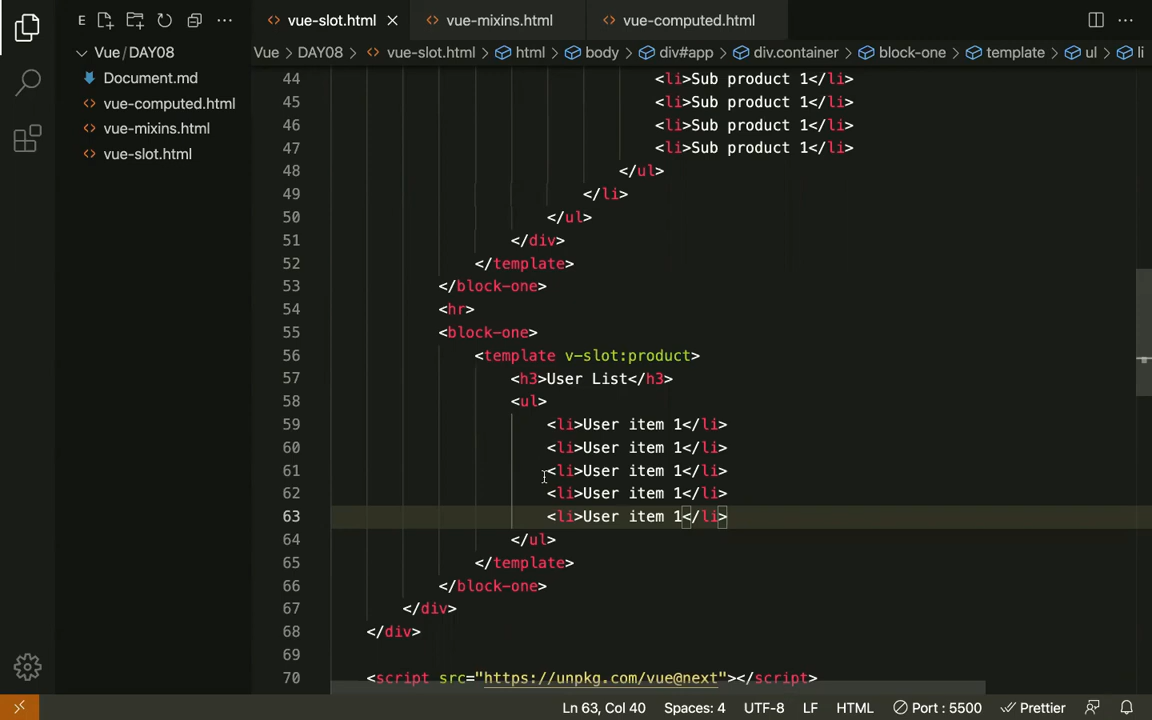 E
vue-slot.html
vue-mixins.html
vue-computed.html
Vue / DAY08
Document.md
vue-computed.html
vue-mixins.html
vue-slot.html
Vue > DAY08 > vue-slot.html > html > body > div#app > div.container > block-one > template > ul > li
44 <li>Sub product 1</li>
45 <li>Sub product 1</li>
46 <li>Sub product 1</li>
47 <li>Sub product 1</li>
48 </ul>
49 </li>
50 </ul>
51 </div>
52 </template>
53 </block-one>
54 <hr>
55 <block-one>
56 <template v-slot:product>
57 <h3>User List</h3>
58 <ul>
59 <li>User item 1</li>
60 <li>User item 1</li>
61 <li>User item 1</li>
62 <li>User item 1</li>
63 <li>User item 1</li>
64 </ul>
65 </template>
66 </block-one>
67 </div>
68 </div>
69
70 <script src="https://unpkg.com/vue@next"></script>
Ln 63, Col 40 Spaces: 4 UTF-8 LF HTML Port : 5500 Prettier